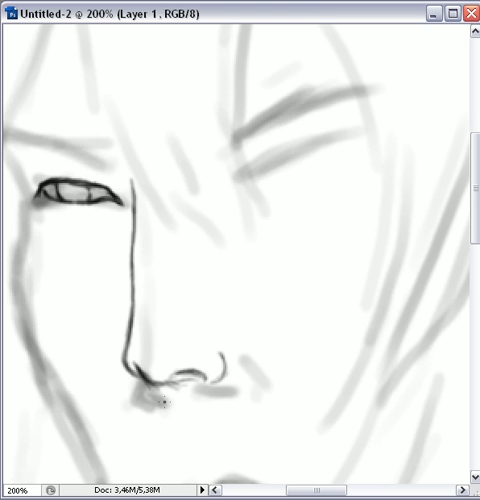 Untitled-2 @ 200% (Layer 1, RGB/8)
200%
Doc: 3,46M/5,38M